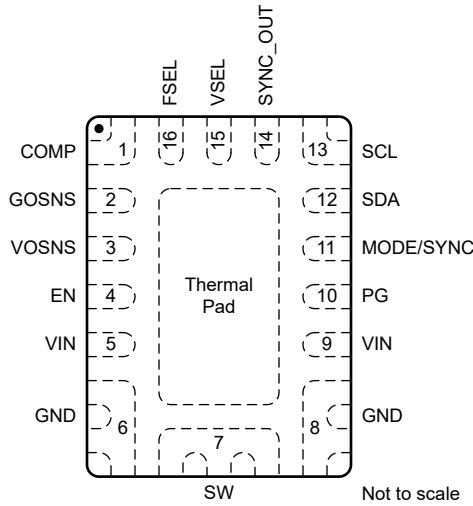 FSEL
VSEL
SYNC_OUT
16
15
14
COMP 1 13 SCL
GOSNS 2 12 SDA
VOSNS 3 11 MODE/SYNC
EN 4 10 PG
VIN 5 9 VIN
GND 6 8 GND
Thermal
Pad
7
SW
Not to scale